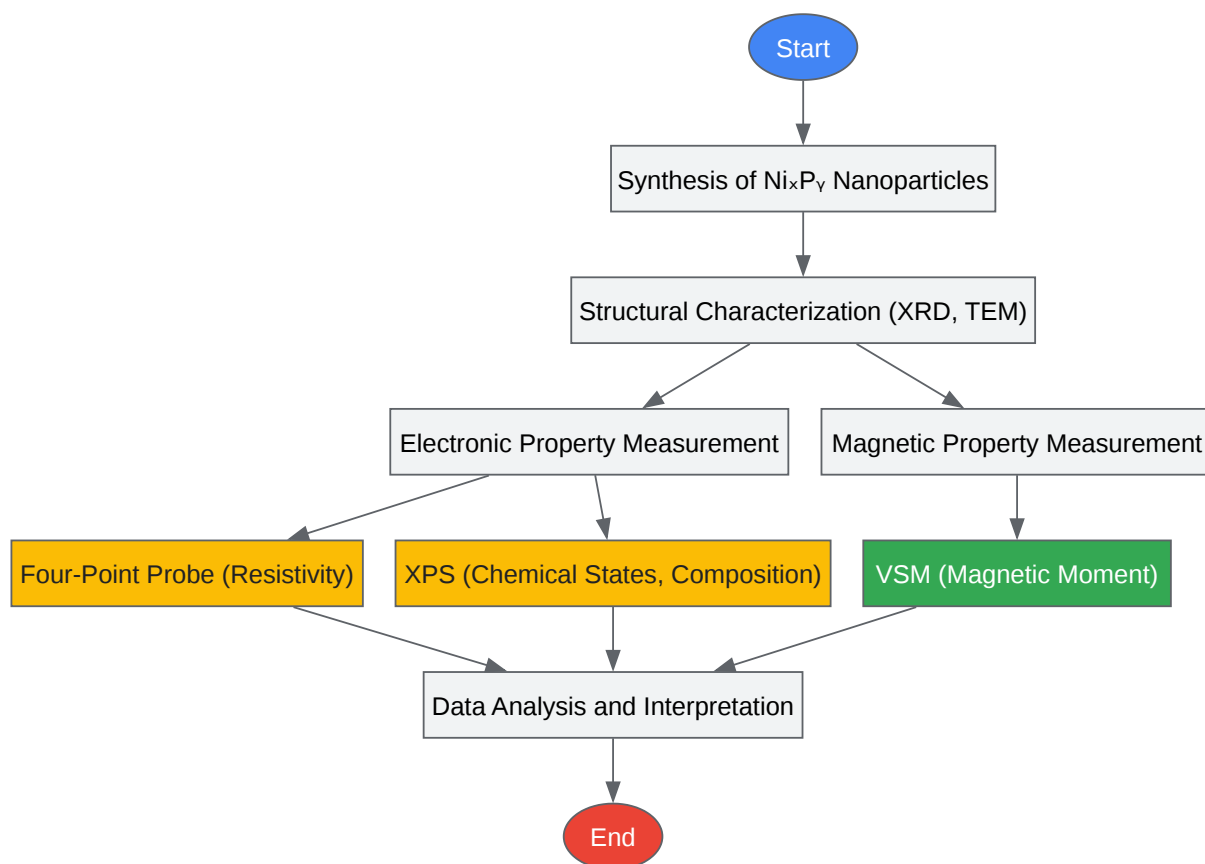 Start
Synthesis of NiₓPᵧ Nanoparticles
Structural Characterization (XRD, TEM)
Electronic Property Measurement
Magnetic Property Measurement
Four-Point Probe (Resistivity)
XPS (Chemical States, Composition)
VSM (Magnetic Moment)
Data Analysis and Interpretation
End